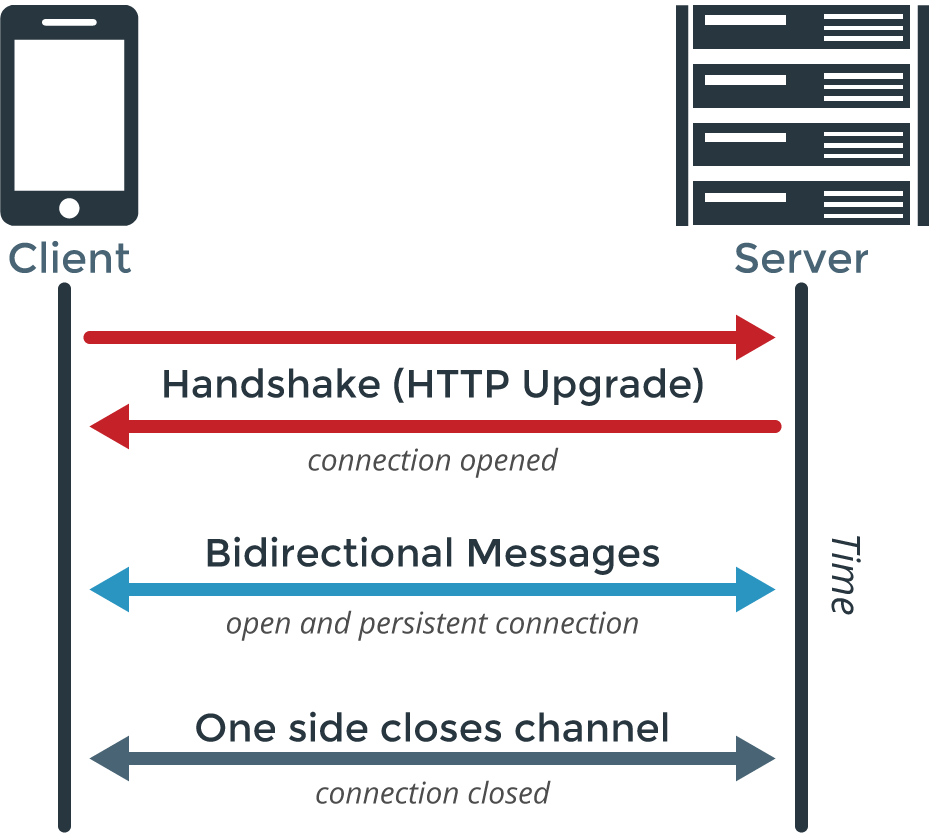 Client
Server
Handshake (HTTP Upgrade)
connection opened
Bidirectional Messages
open and persistent connection
Time
One side closes channel
connection closed